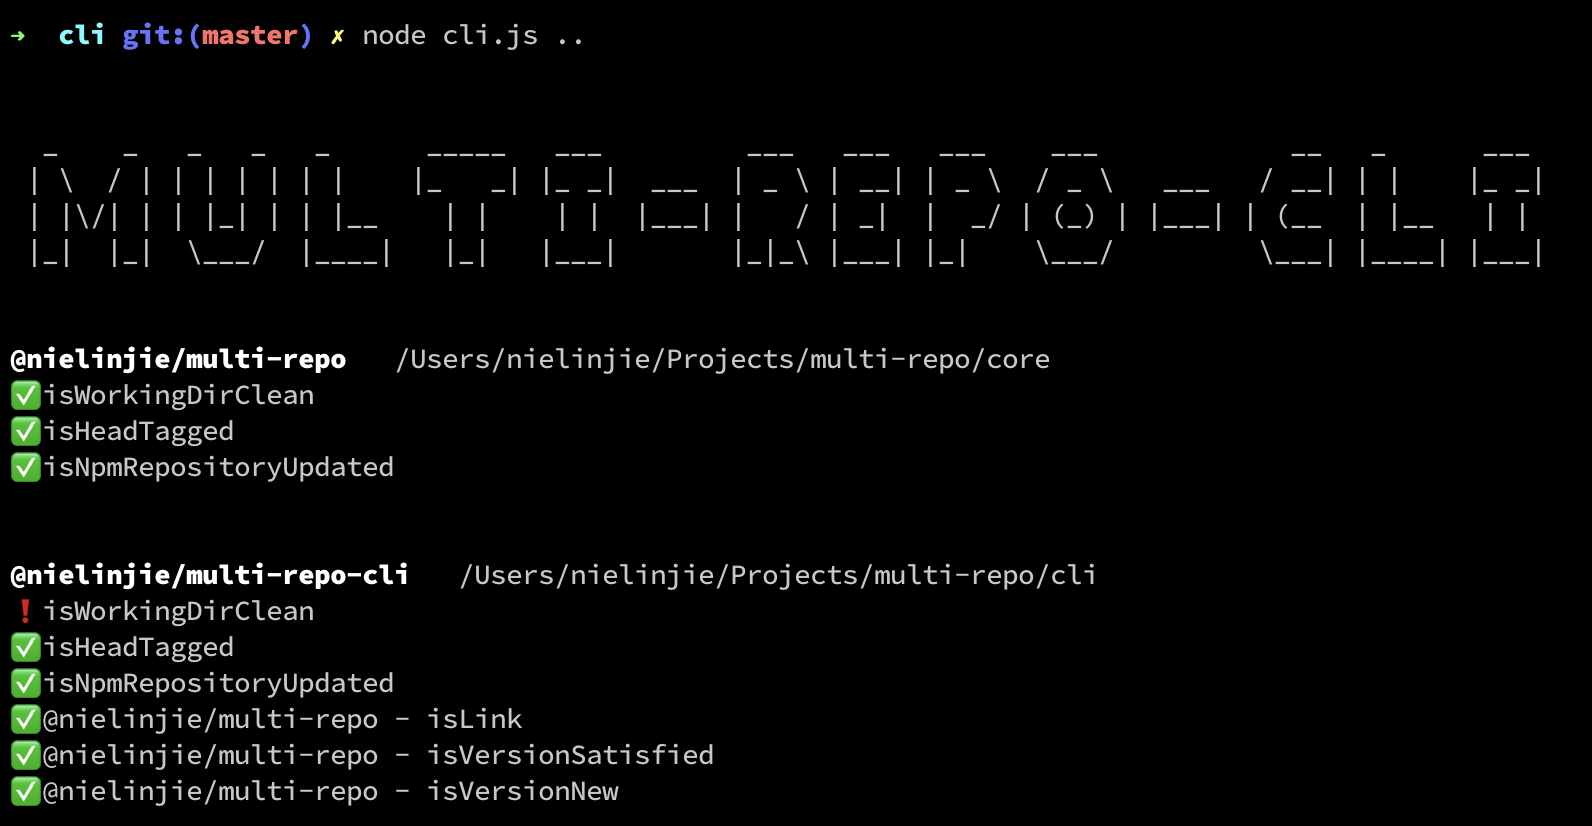 ➜  cli git:(master) ✗ node cli.js ..
MULTI-REPO-CLI
@nielinjie/multi-repo   /Users/nielinjie/Projects/multi-repo/core
✅isWorkingDirClean
✅isHeadTagged
✅isNpmRepositoryUpdated
@nielinjie/multi-repo-cli   /Users/nielinjie/Projects/multi-repo/cli
❗isWorkingDirClean
✅isHeadTagged
✅isNpmRepositoryUpdated
✅@nielinjie/multi-repo - isLink
✅@nielinjie/multi-repo - isVersionSatisfied
✅@nielinjie/multi-repo - isVersionNew